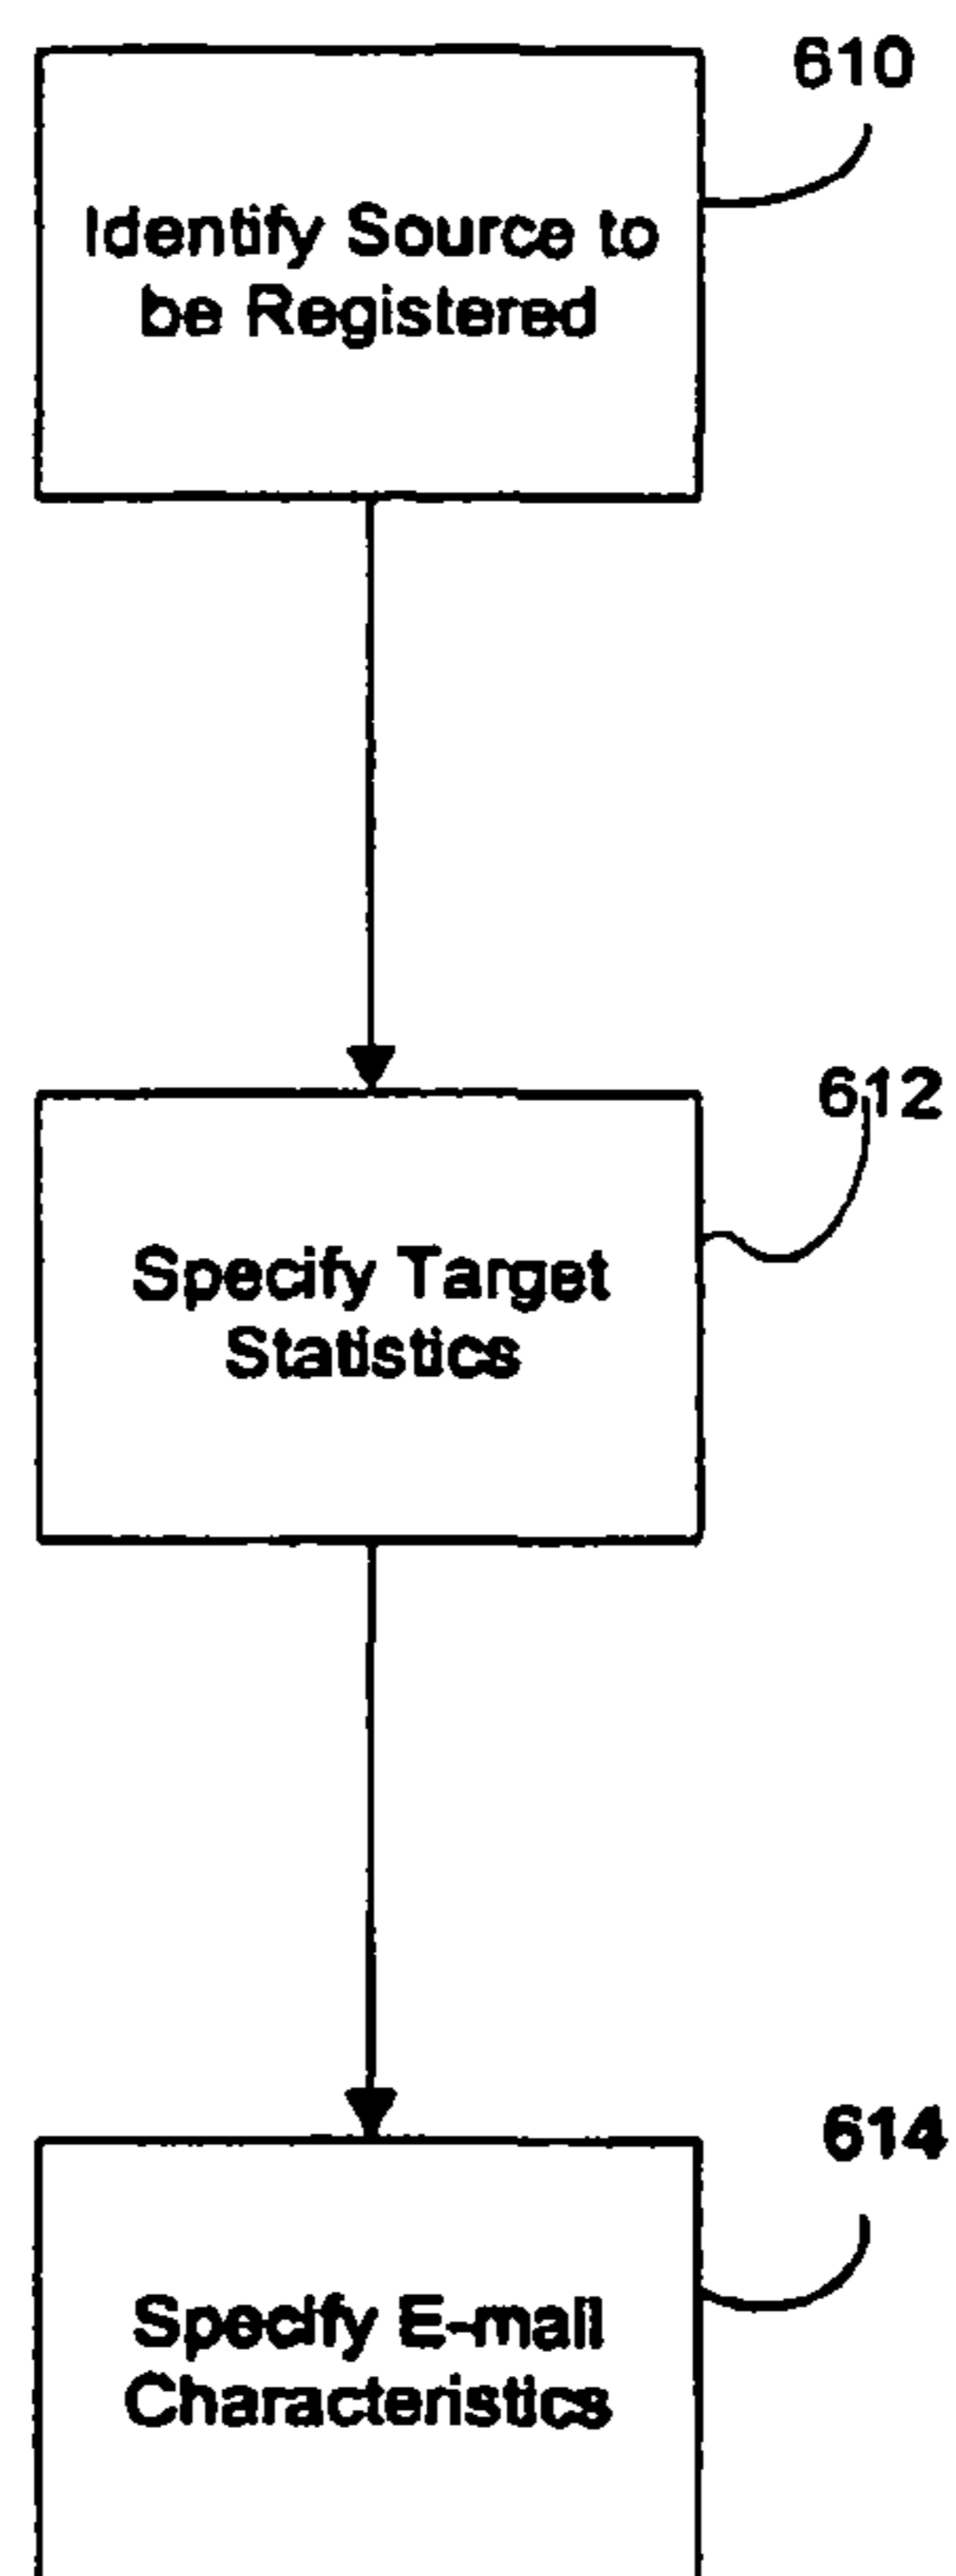 610
Identify Source to
be Registered
612
Specify Target
Statistics
614
Specify E-mail
Characteristics